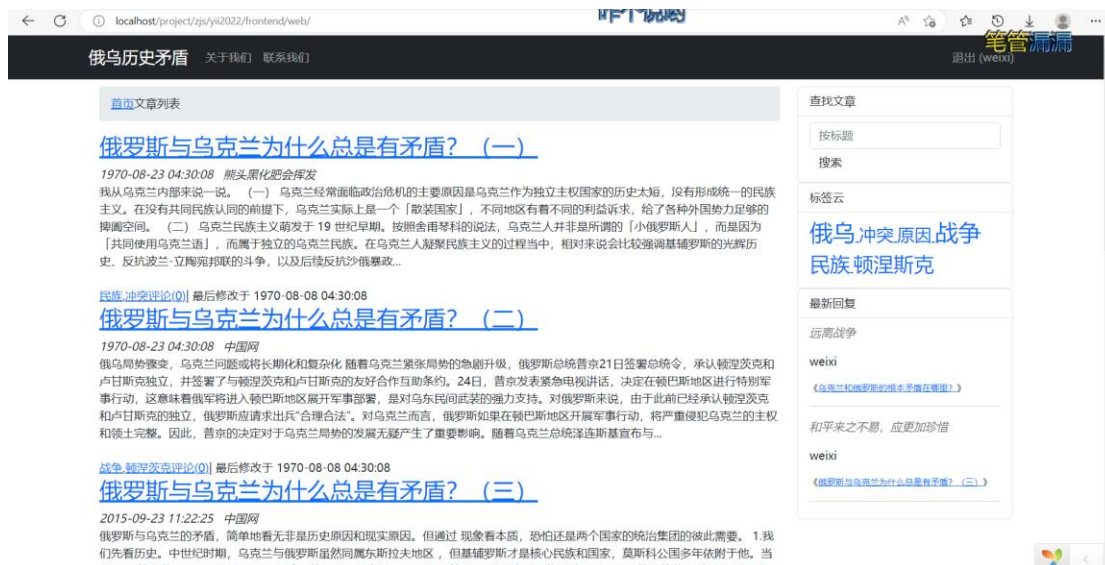 localhost/project/zjs/yii2022/frontend/web/
笔管漏漏
俄乌历史矛盾 关于我们 联系我们
退出 (weixi)
首页文章列表
俄罗斯与乌克兰为什么总是有矛盾？（一）
1970-08-23 04:30:08 熊头黑化肥会挥发
我从乌克兰内部来说一说。 （一） 乌克兰经常面临政治危机的主要原因是乌克兰作为独立主权国家的历史太短，没有形成统一的民族
主义。在没有共同民族认同的前提下，乌克兰实际上是一个「散装国家」，不同地区有着不同的利益诉求，给了各种外国势力足够的
捭阖空间。 （二） 乌克兰民族主义萌发于 19 世纪早期。按照舍甫琴科的说法，乌克兰人并非是所谓的「小俄罗斯人」，而是因为
「共同使用乌克兰语」，而属于独立的乌克兰民族。在乌克兰人凝聚民族主义的过程当中，相对来说会比较强调基辅罗斯的光辉历
史、反抗波兰-立陶宛邦联的斗争，以及后续反抗沙俄暴政...
民族,冲突评论(0)| 最后修改于 1970-08-08 04:30:08
俄罗斯与乌克兰为什么总是有矛盾？（二）
1970-08-23 04:30:08 中国网
俄乌局势骤变，乌克兰问题或将长期化和复杂化 随着乌克兰紧张局势的急剧升级，俄罗斯总统普京21日签署总统令，承认顿涅茨克和
卢甘斯克独立，并签署了与顿涅茨克和卢甘斯克的友好合作互助条约。24日，普京发表紧急电视讲话，决定在顿巴斯地区进行特别军
事行动，这意味着俄军将进入顿巴斯地区展开军事部署，是对乌东民间武装的强力支持。对俄罗斯来说，由于此前已经承认顿涅茨克
和卢甘斯克的独立，俄罗斯应请求出兵“合理合法”。对乌克兰而言，俄罗斯如果在顿巴斯地区开展军事行动，将严重侵犯乌克兰的主权
和领土完整。因此，普京的决定对于乌克兰局势的发展无疑产生了重要影响。随着乌克兰总统泽连斯基宣布与...
战争,顿涅茨克评论(0)| 最后修改于 1970-08-08 04:30:08
俄罗斯与乌克兰为什么总是有矛盾？（三）
2015-09-23 11:22:25 中国网
俄罗斯与乌克兰的矛盾，简单地看无非是历史原因和现实原因。但通过 现象看本质，恐怕还是两个国家的统治集团的彼此需要。 1.我
们先看历史。中世纪时期，乌克兰与俄罗斯虽然同属东斯拉夫地区 ，但基辅罗斯才是核心民族和国家，莫斯科公国多年依附于他。当
查找文章
按标题
搜索
标签云
俄乌 冲突 原因 战争
民族 顿涅斯克
最新回复
远离战争
weixi
《乌克兰和俄罗斯的根本矛盾在哪里？》
和平来之不易，应更加珍惜
weixi
《俄罗斯与乌克兰为什么总是有矛盾？（三）》